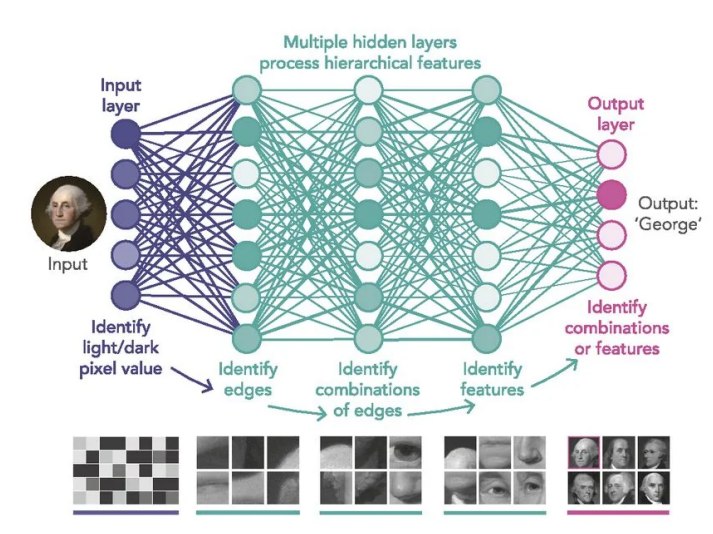 Multiple hidden layers
process hierarchical features
Input
layer
Output
layer
Input
Output:
'George'
Identify
light/dark
pixel value
Identify
edges
Identify
combinations
of edges
Identify
features
Identify
combinations
or features